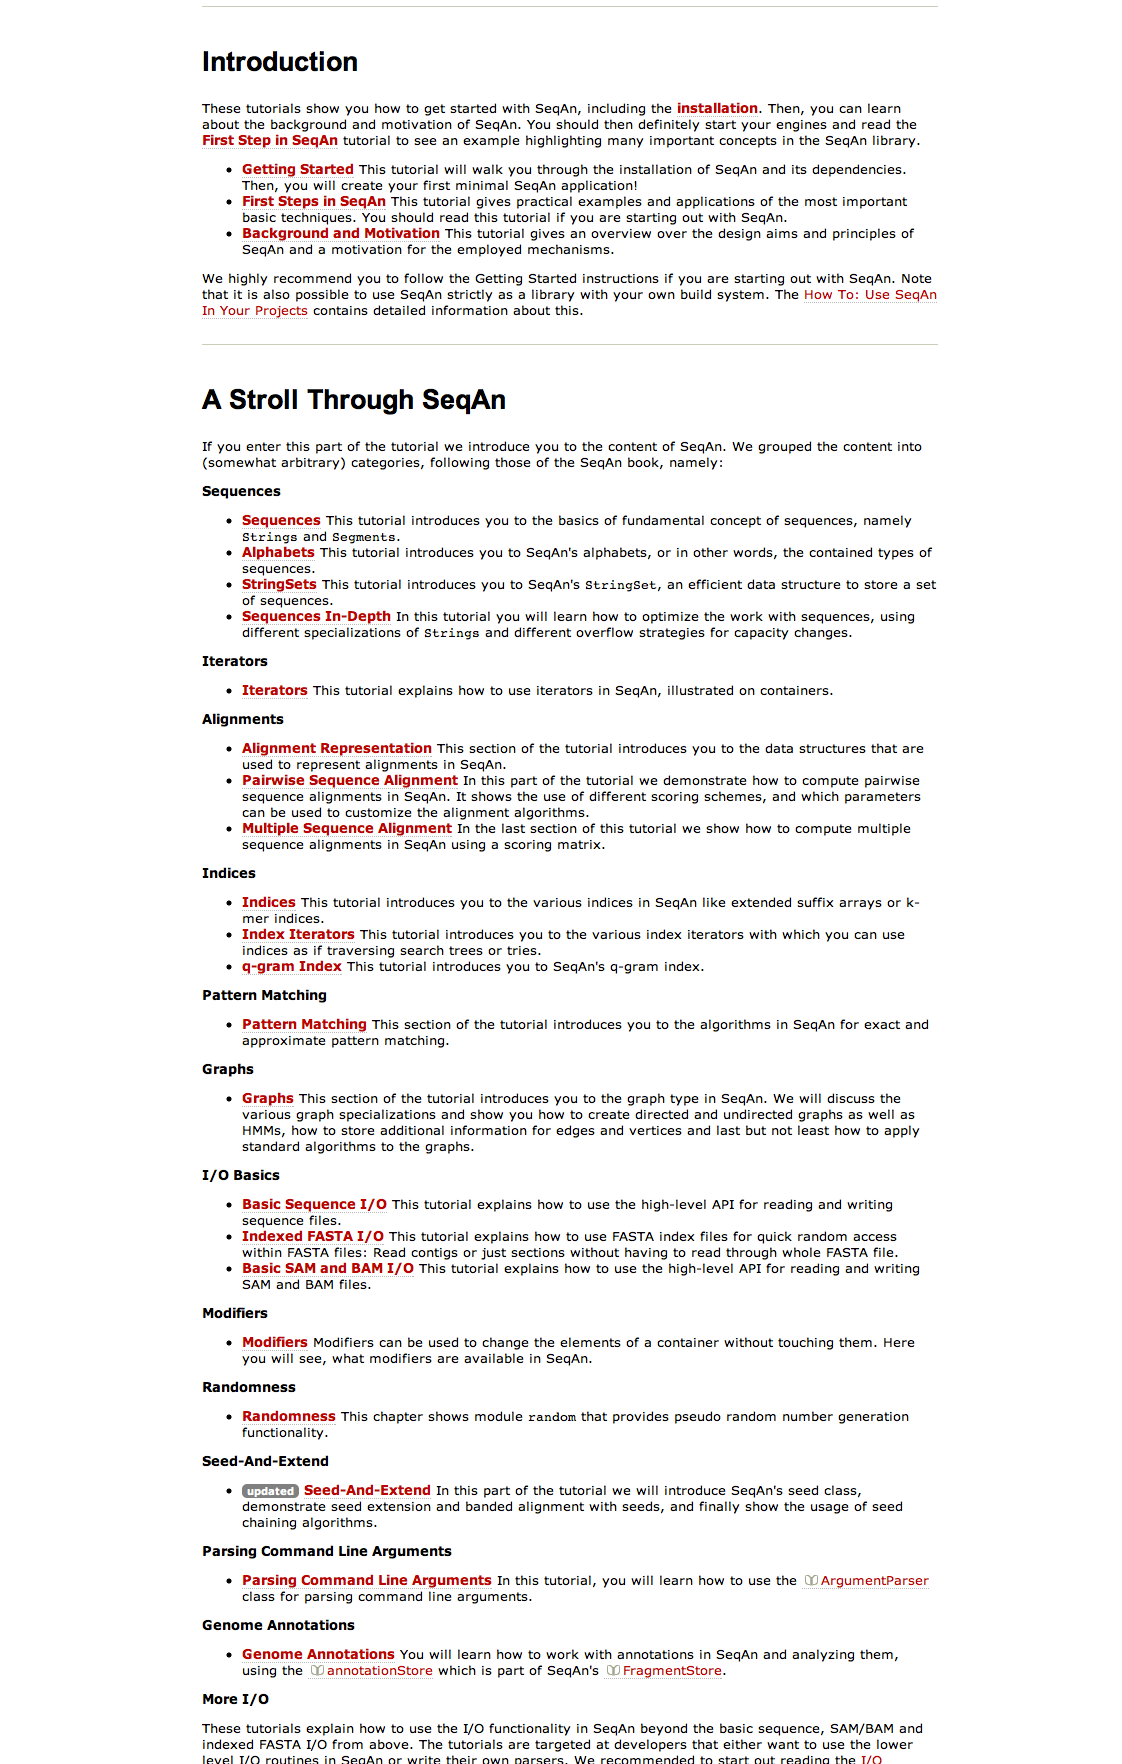 Introduction
These tutorials show you how to get started with SeqAn, including the installation. Then, you can learn
about the background and motivation of SeqAn. You should then definitely start your engines and read the
First Step in SeqAn tutorial to see an example highlighting many important concepts in the SeqAn library.
• Getting Started This tutorial will walk you through the installation of SeqAn and its dependencies.
Then, you will create your first minimal SeqAn application!
• First Steps in SeqAn This tutorial gives practical examples and applications of the most important
basic techniques. You should read this tutorial if you are starting out with SeqAn.
• Background and Motivation This tutorial gives an overview over the design aims and principles of
SeqAn and a motivation for the employed mechanisms.
We highly recommend you to follow the Getting Started instructions if you are starting out with SeqAn. Note
that it is also possible to use SeqAn strictly as a library with your own build system. The How To: Use SeqAn
In Your Projects contains detailed information about this.
A Stroll Through SeqAn
If you enter this part of the tutorial we introduce you to the content of SeqAn. We grouped the content into
(somewhat arbitrary) categories, following those of the SeqAn book, namely:
Sequences
• Sequences This tutorial introduces you to the basics of fundamental concept of sequences, namely
Strings and Segments.
• Alphabets This tutorial introduces you to SeqAn's alphabets, or in other words, the contained types of
sequences.
• StringSets This tutorial introduces you to SeqAn's StringSet, an efficient data structure to store a set
of sequences.
• Sequences In-Depth In this tutorial you will learn how to optimize the work with sequences, using
different specializations of Strings and different overflow strategies for capacity changes.
Iterators
• Iterators This tutorial explains how to use iterators in SeqAn, illustrated on containers.
Alignments
• Alignment Representation This section of the tutorial introduces you to the data structures that are
used to represent alignments in SeqAn.
• Pairwise Sequence Alignment In this part of the tutorial we demonstrate how to compute pairwise
sequence alignments in SeqAn. It shows the use of different scoring schemes, and which parameters
can be used to customize the alignment algorithms.
• Multiple Sequence Alignment In the last section of this tutorial we show how to compute multiple
sequence alignments in SeqAn using a scoring matrix.
Indices
• Indices This tutorial introduces you to the various indices in SeqAn like extended suffix arrays or k-
mer indices.
• Index Iterators This tutorial introduces you to the various index iterators with which you can use
indices as if traversing search trees or tries.
• q-gram Index This tutorial introduces you to SeqAn's q-gram index.
Pattern Matching
• Pattern Matching This section of the tutorial introduces you to the algorithms in SeqAn for exact and
approximate pattern matching.
Graphs
• Graphs This section of the tutorial introduces you to the graph type in SeqAn. We will discuss the
various graph specializations and show you how to create directed and undirected graphs as well as
HMMs, how to store additional information for edges and vertices and last but not least how to apply
standard algorithms to the graphs.
I/O Basics
• Basic Sequence I/O This tutorial explains how to use the high-level API for reading and writing
sequence files.
• Indexed FASTA I/O This tutorial explains how to use FASTA index files for quick random access
within FASTA files: Read contigs or just sections without having to read through whole FASTA file.
• Basic SAM and BAM I/O This tutorial explains how to use the high-level API for reading and writing
SAM and BAM files.
Modifiers
• Modifiers Modifiers can be used to change the elements of a container without touching them. Here
you will see, what modifiers are available in SeqAn.
Randomness
• Randomness This chapter shows module random that provides pseudo random number generation
functionality.
Seed-And-Extend
• updated Seed-And-Extend In this part of the tutorial we will introduce SeqAn's seed class,
demonstrate seed extension and banded alignment with seeds, and finally show the usage of seed
chaining algorithms.
Parsing Command Line Arguments
• Parsing Command Line Arguments In this tutorial, you will learn how to use the ArgumentParser
class for parsing command line arguments.
Genome Annotations
• Genome Annotations You will learn how to work with annotations in SeqAn and analyzing them,
using the annotationStore which is part of SeqAn's FragmentStore.
More I/O
These tutorials explain how to use the I/O functionality in SeqAn beyond the basic sequence, SAM/BAM and
indexed FASTA I/O from above. The tutorials are targeted at developers that either want to use the lower
level I/O routines in SeqAn or write their own parsers. We recommended to start out reading the I/O